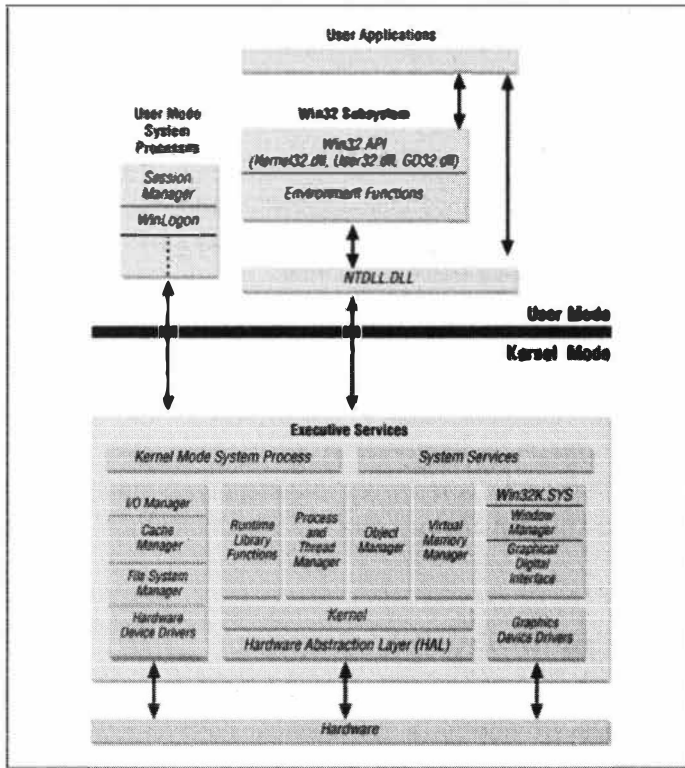 User Applications
User Mode
System
Processes
Session
Manager
WinLogon
Win32 Subsystem
Win32 API
(Kernel32.dll, User32.dll, GD32.dll)
Environment Functions
NTDLL.DLL
User Mode
Kernel Mode
Executive Services
Kernel Mode System Process
System Services
I/O Manager
Cache
Manager
File System
Manager
Hardware
Device Drivers
Runtime
Library
Functions
Process
and
Thread
Manager
Object
Manager
Virtual
Memory
Manager
Win32K.SYS
Window
Manager
Graphical
Digital
Interface
Kernel
Hardware Abstraction Layer (HAL)
Graphics
Device Drivers
Hardware